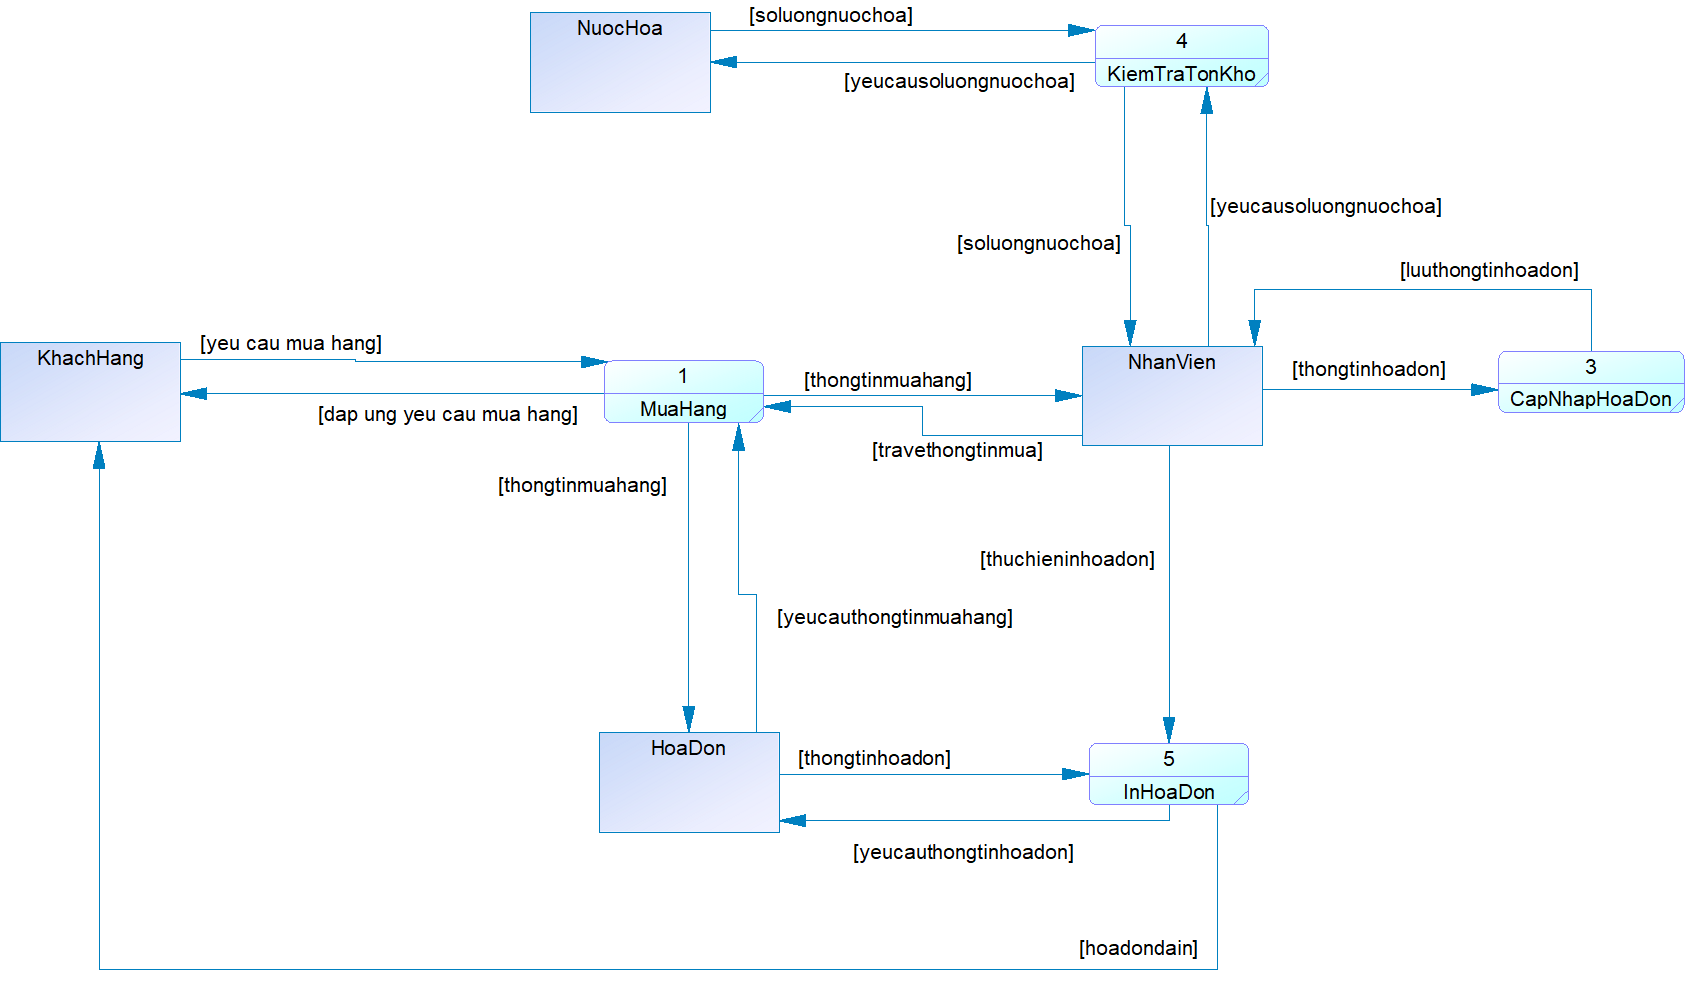 [soluongnuochoa]
NuocHoa
4
KiemTraTonKho
[yeucausoluongnuochoa]
[yeucausoluongnuochoa]
[soluongnuochoa]
[luuthongtinhoadon]
[yeu cau mua hang]
KhachHang
NhanVien
[thongtinhoadon]
3
CapNhapHoaDon
1
MuaHang
[thongtinmuahang]
[dap ung yeu cau mua hang]
[travethongtinmua]
[thongtinmuahang]
[thuchieninhoadon]
[yeucauthongtinmuahang]
HoaDon
[thongtinhoadon]
5
InHoaDon
[yeucauthongtinhoadon]
[hoadondain]